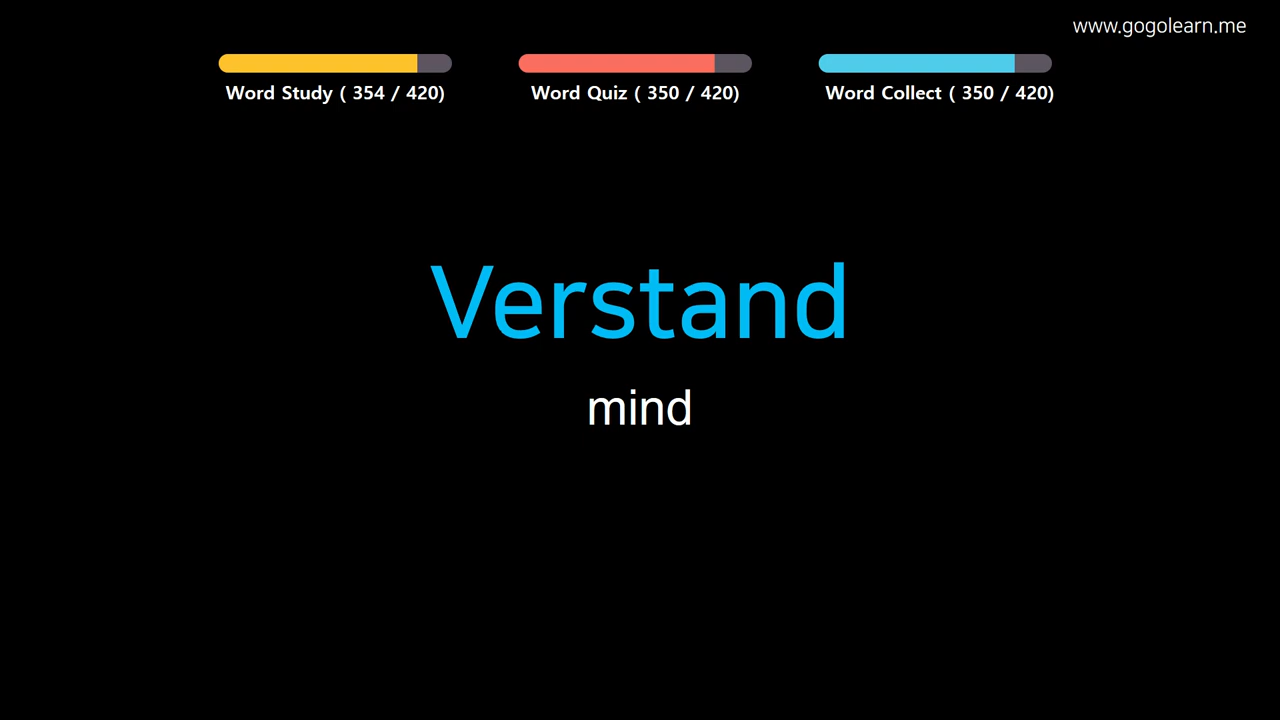 www.gogolearn.me
Word Study ( 354 / 420)
Word Quiz ( 350 / 420)
Word Collect ( 350 / 420)
Verstand
mind